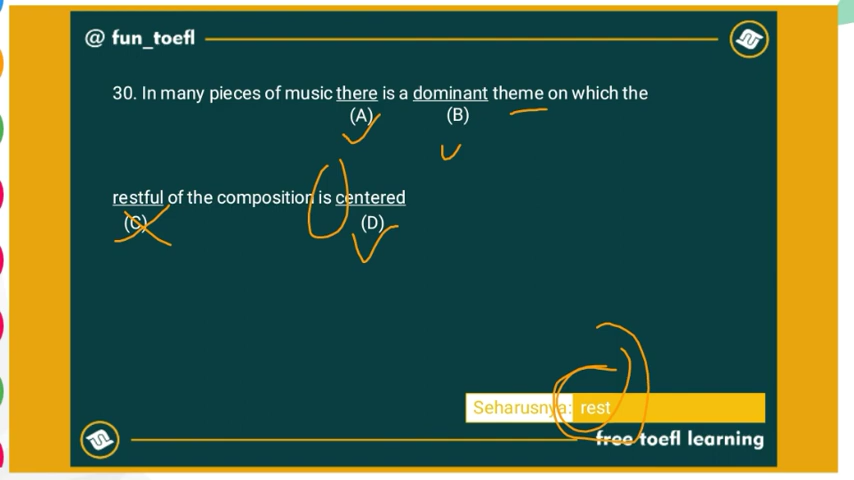 @ fun_toefl
30. In many pieces of music there is a dominant theme on which the
(A) (B)
restful of the composition is centered
(C) (D)
Seharusnya: rest
free toefl learning